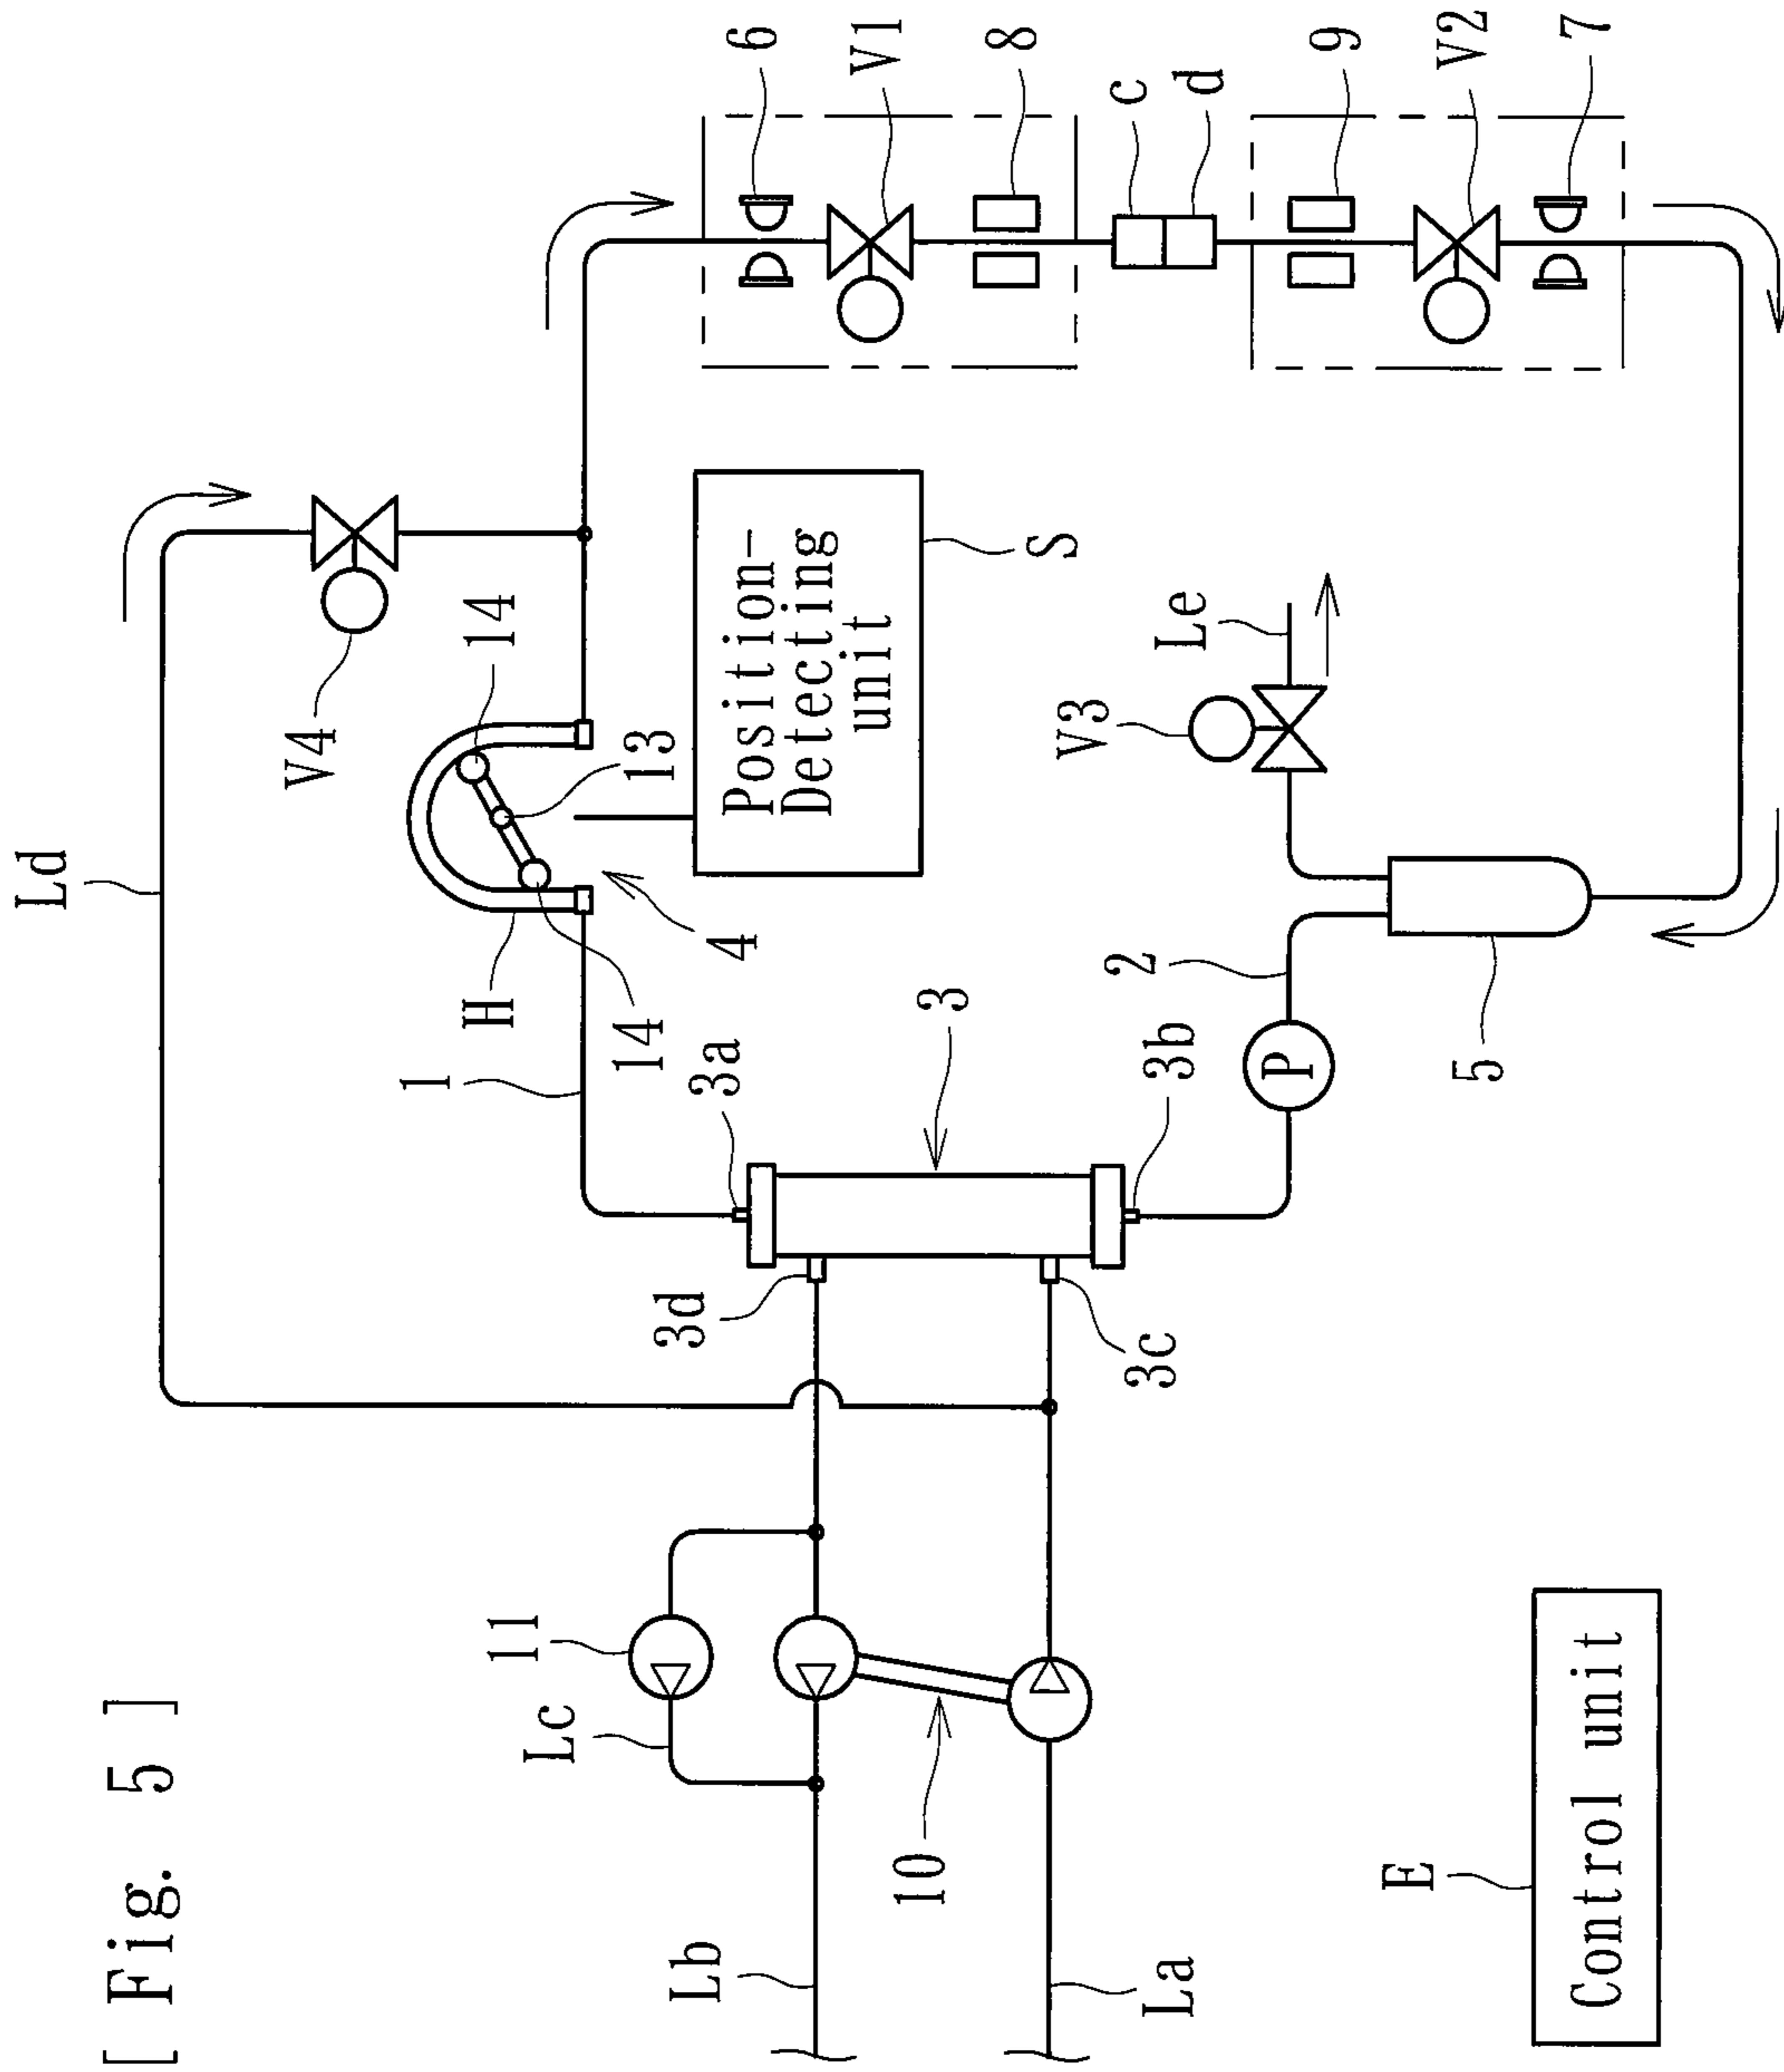 [ Fig. 5 ]
Ld
V4
14
H
13
14
4
1
6
V1
8
c
d
9
V2
7
Position-
Detecting
unit
S
3a
3
3b
3d
3c
2
P
V3
Le
5
11
Lc
10
Lb
La
E
Control unit